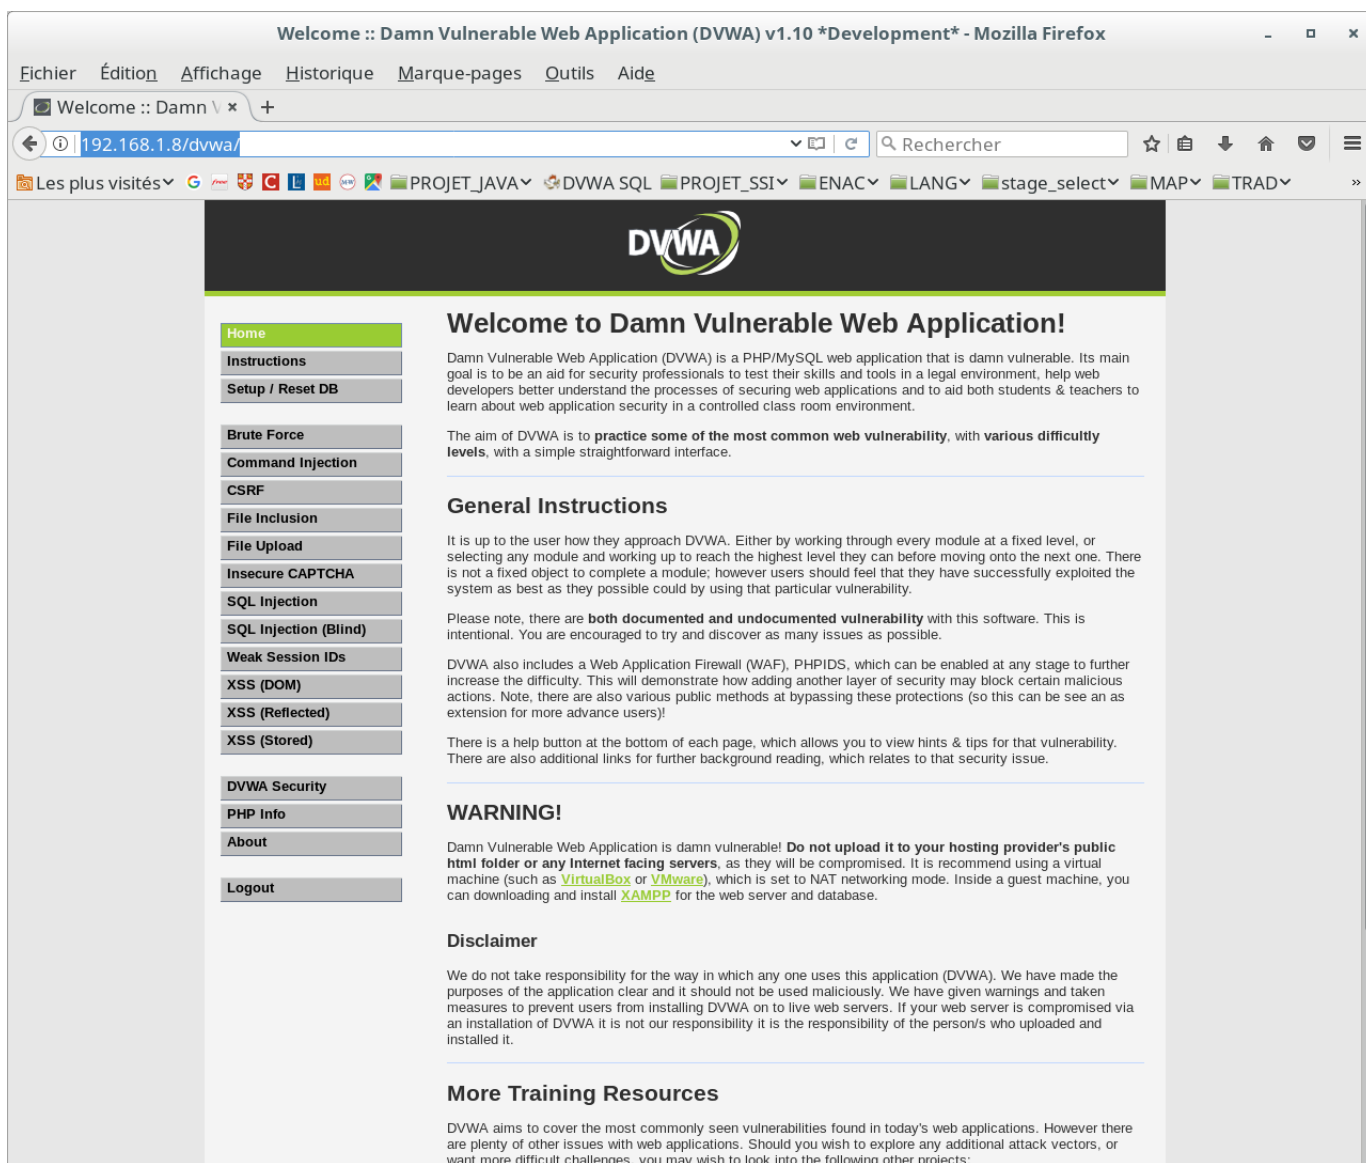 Welcome :: Damn Vulnerable Web Application (DVWA) v1.10 *Development* - Mozilla Firefox
Fichier Édition Affichage Historique Marque-pages Outils Aide
Welcome :: Damn
192.168.1.8/dvwa/
Rechercher
Les plus visités PROJET_JAVA DVWA SQL PROJET_SSI ENAC LANG stage_select MAP TRAD
DVWA
Home
Instructions
Setup / Reset DB
Brute Force
Command Injection
CSRF
File Inclusion
File Upload
Insecure CAPTCHA
SQL Injection
SQL Injection (Blind)
Weak Session IDs
XSS (DOM)
XSS (Reflected)
XSS (Stored)
DVWA Security
PHP Info
About
Logout
Welcome to Damn Vulnerable Web Application!
Damn Vulnerable Web Application (DVWA) is a PHP/MySQL web application that is damn vulnerable. Its main
goal is to be an aid for security professionals to test their skills and tools in a legal environment, help web
developers better understand the processes of securing web applications and to aid both students & teachers to
learn about web application security in a controlled class room environment.
The aim of DVWA is to practice some of the most common web vulnerability, with various difficultly
levels, with a simple straightforward interface.
General Instructions
It is up to the user how they approach DVWA. Either by working through every module at a fixed level, or
selecting any module and working up to reach the highest level they can before moving onto the next one. There
is not a fixed object to complete a module; however users should feel that they have successfully exploited the
system as best as they possible could by using that particular vulnerability.
Please note, there are both documented and undocumented vulnerability with this software. This is
intentional. You are encouraged to try and discover as many issues as possible.
DVWA also includes a Web Application Firewall (WAF), PHPIDS, which can be enabled at any stage to further
increase the difficulty. This will demonstrate how adding another layer of security may block certain malicious
actions. Note, there are also various public methods at bypassing these protections (so this can be see an as
extension for more advance users)!
There is a help button at the bottom of each page, which allows you to view hints & tips for that vulnerability.
There are also additional links for further background reading, which relates to that security issue.
WARNING!
Damn Vulnerable Web Application is damn vulnerable! Do not upload it to your hosting provider's public
html folder or any Internet facing servers, as they will be compromised. It is recommend using a virtual
machine (such as VirtualBox or VMware), which is set to NAT networking mode. Inside a guest machine, you
can downloading and install XAMPP for the web server and database.
Disclaimer
We do not take responsibility for the way in which any one uses this application (DVWA). We have made the
purposes of the application clear and it should not be used maliciously. We have given warnings and taken
measures to prevent users from installing DVWA on to live web servers. If your web server is compromised via
an installation of DVWA it is not our responsibility it is the responsibility of the person/s who uploaded and
installed it.
More Training Resources
DVWA aims to cover the most commonly seen vulnerabilities found in today's web applications. However there
are plenty of other issues with web applications. Should you wish to explore any additional attack vectors, or
want more difficult challenges, you may wish to look into the following other projects: